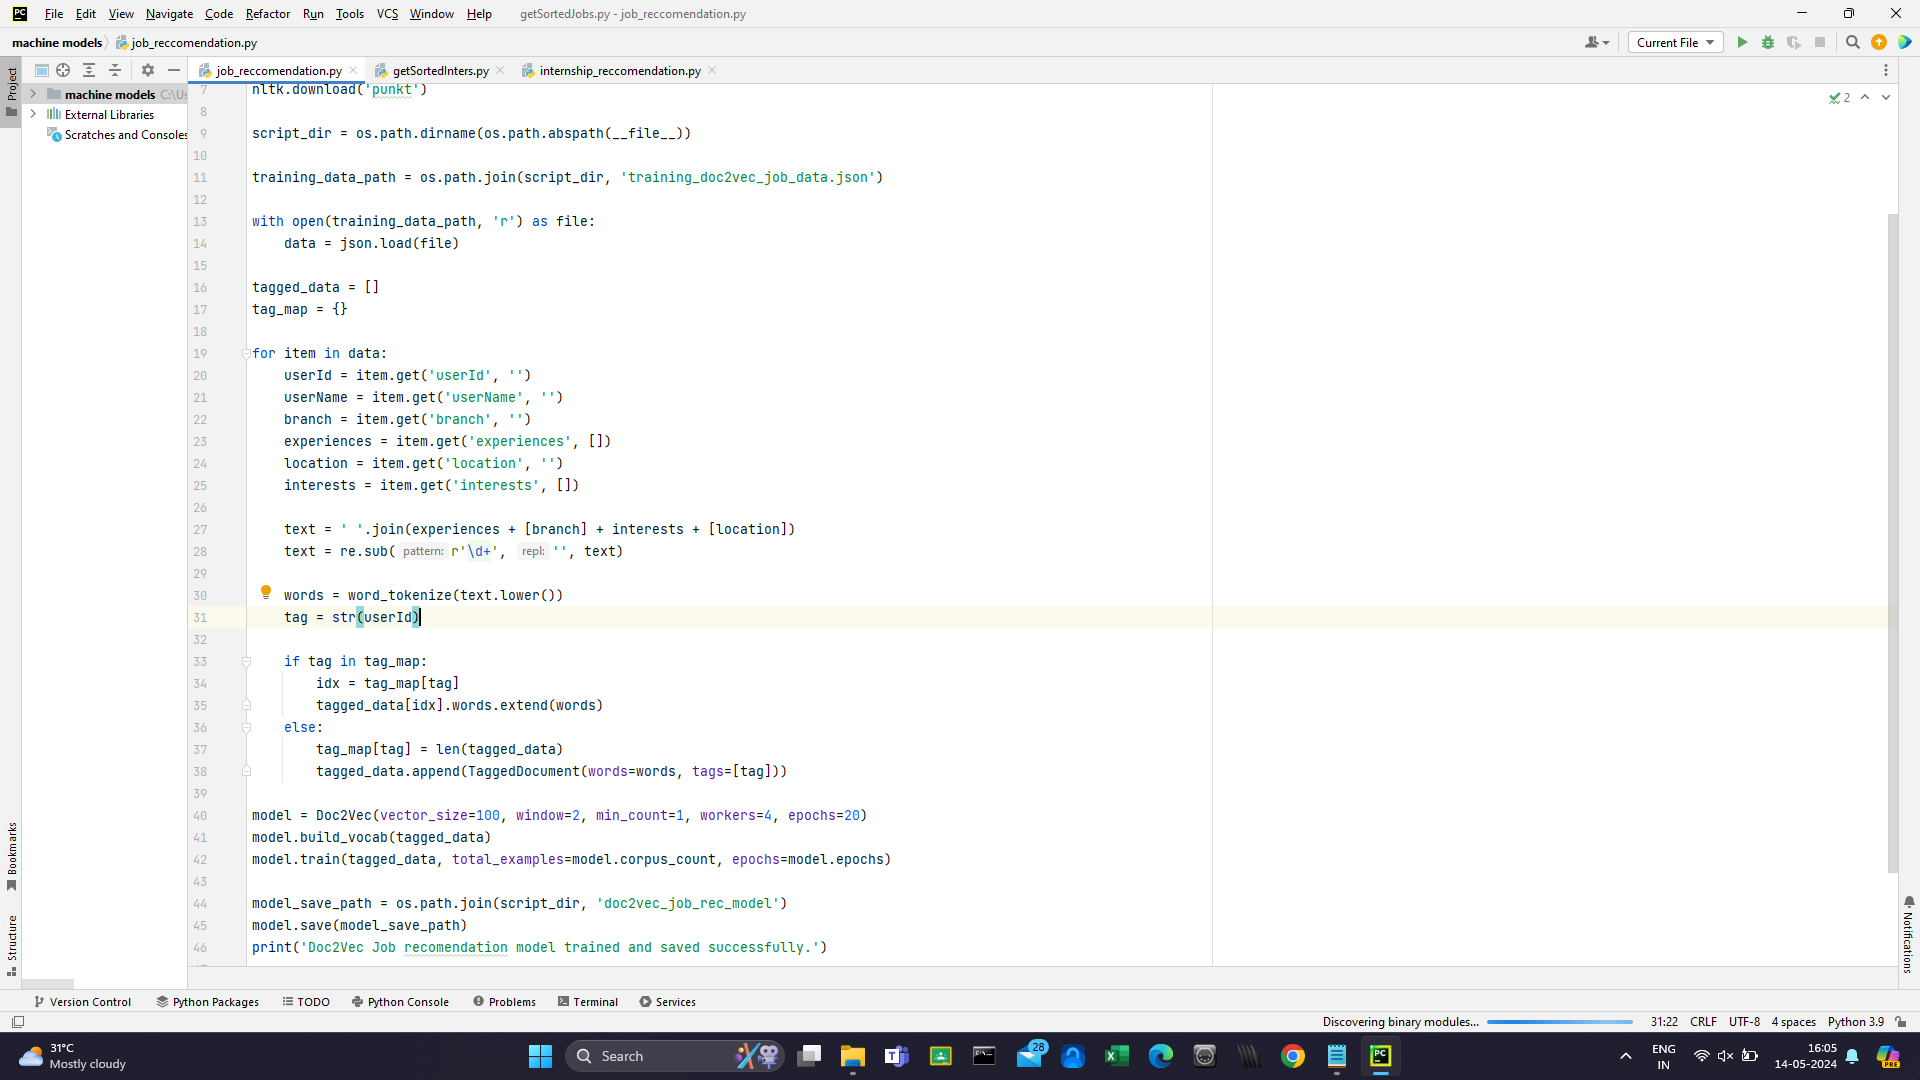 PC File Edit View Navigate Code Refactor Run Tools VCS Window Help getSortedJobs.py - job_reccomendation.py
machine models job_reccomendation.py Current File
job_reccomendation.py getSortedInters.py internship_reccomendation.py
Project
machine models C:\Us
External Libraries
Scratches and Consoles
2
7 nltk.download('punkt')
8
9 script_dir = os.path.dirname(os.path.abspath(__file__))
10
11 training_data_path = os.path.join(script_dir, 'training_doc2vec_job_data.json')
12
13 with open(training_data_path, 'r') as file:
14     data = json.load(file)
15
16 tagged_data = []
17 tag_map = {}
18
19 for item in data:
20     userId = item.get('userId', '')
21     userName = item.get('userName', '')
22     branch = item.get('branch', '')
23     experiences = item.get('experiences', [])
24     location = item.get('location', '')
25     interests = item.get('interests', [])
26
27     text = ' '.join(experiences + [branch] + interests + [location])
28     text = re.sub( pattern: r'\d+', repl: '', text)
29
30     words = word_tokenize(text.lower())
31     tag = str(userId)
32
33     if tag in tag_map:
34         idx = tag_map[tag]
35         tagged_data[idx].words.extend(words)
36     else:
37         tag_map[tag] = len(tagged_data)
38         tagged_data.append(TaggedDocument(words=words, tags=[tag]))
39
40 model = Doc2Vec(vector_size=100, window=2, min_count=1, workers=4, epochs=20)
41 model.build_vocab(tagged_data)
42 model.train(tagged_data, total_examples=model.corpus_count, epochs=model.epochs)
43
44 model_save_path = os.path.join(script_dir, 'doc2vec_job_rec_model')
45 model.save(model_save_path)
46 print('Doc2Vec Job recomendation model trained and saved successfully.')
Bookmarks
Structure
Notifications
Version Control Python Packages TODO Python Console Problems Terminal Services
Discovering binary modules... 31:22 CRLF UTF-8 4 spaces Python 3.9
31°C
Mostly cloudy
Search
28
PC
ENG
IN
16:05
14-05-2024
PRE